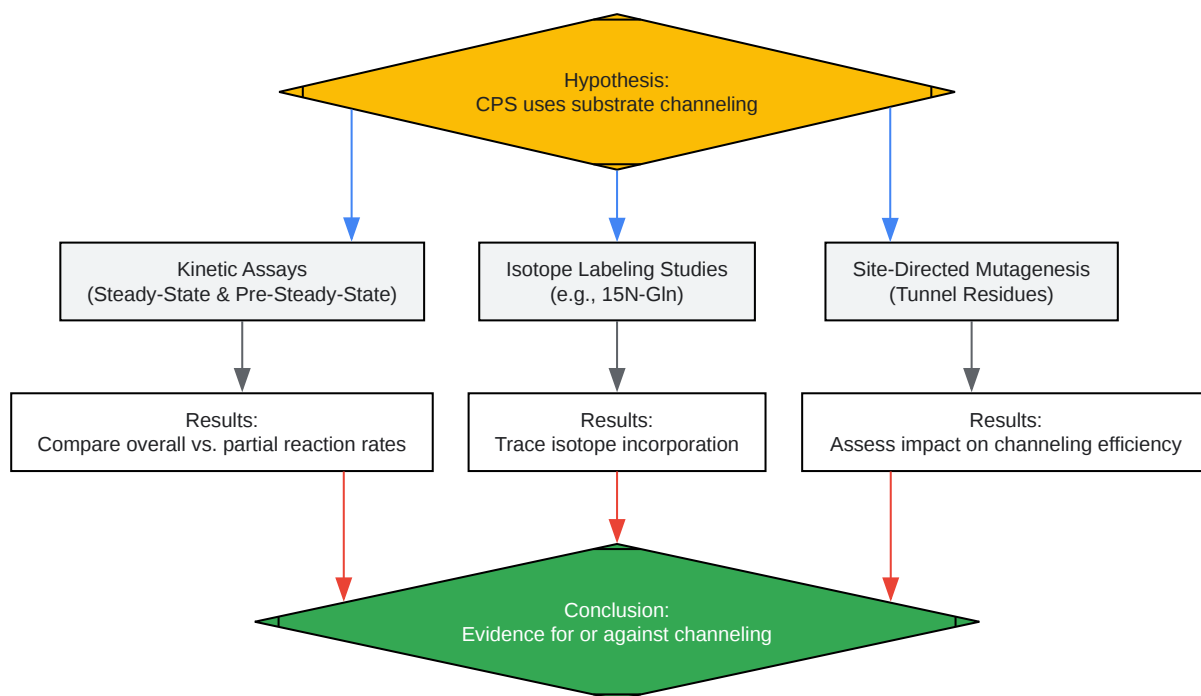 Hypothesis:
CPS uses substrate channeling
Kinetic Assays
(Steady-State & Pre-Steady-State)
Isotope Labeling Studies
(e.g., 15N-Gln)
Site-Directed Mutagenesis
(Tunnel Residues)
Results:
Compare overall vs. partial reaction rates
Results:
Trace isotope incorporation
Results:
Assess impact on channeling efficiency
Conclusion:
Evidence for or against channeling